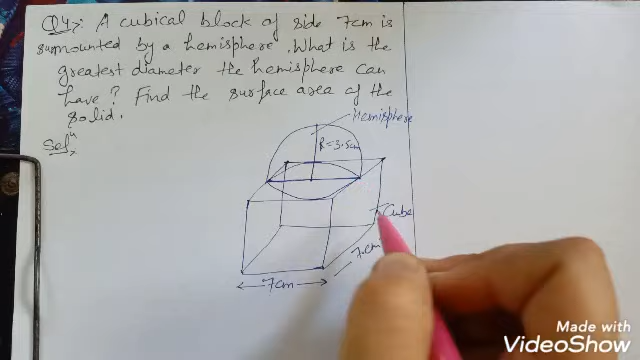 Q4:- A cubical block of side 7cm is
surmounted by a hemisphere. What is the
greatest diameter the hemisphere can
have? Find the surface area of the
solid.
Solⁿ
Hemisphere
R=3.5cm
Cube
7cm
7cm
Made with
VideoShow